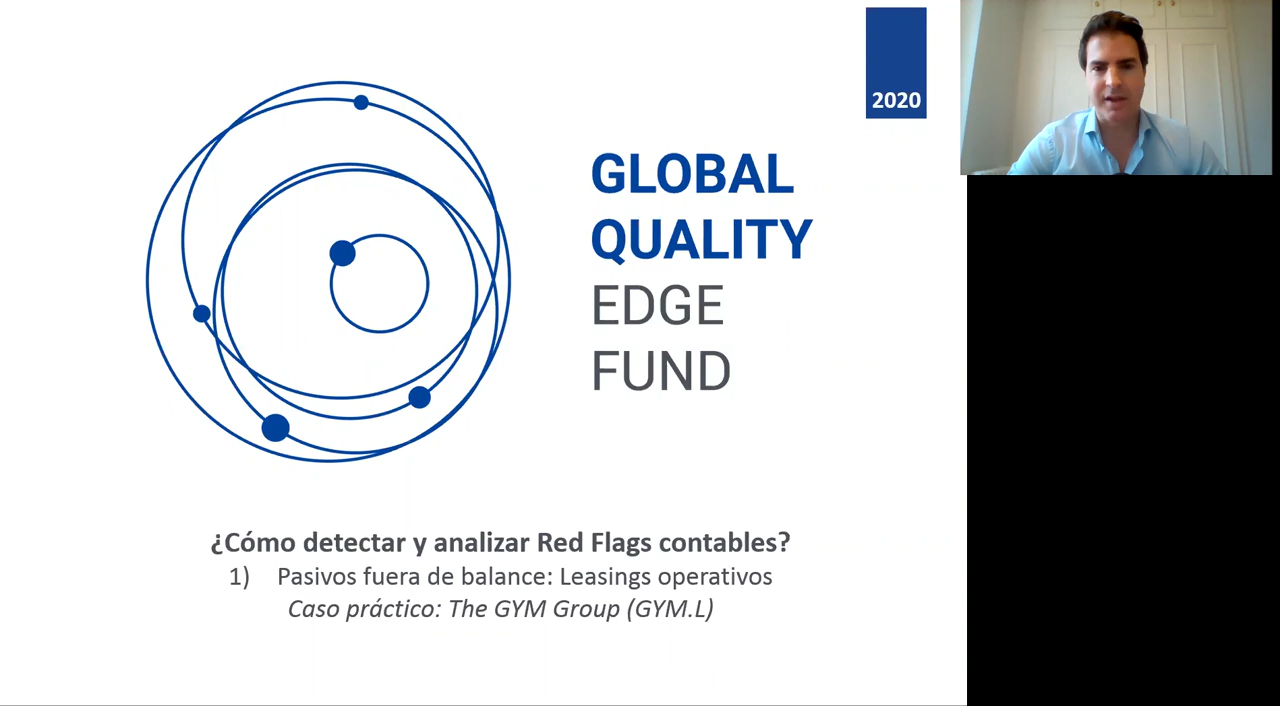 2020
GLOBAL
QUALITY
EDGE
FUND
¿Cómo detectar y analizar Red Flags contables?
1) Pasivos fuera de balance: Leasings operativos
Caso práctico: The GYM Group (GYM.L)